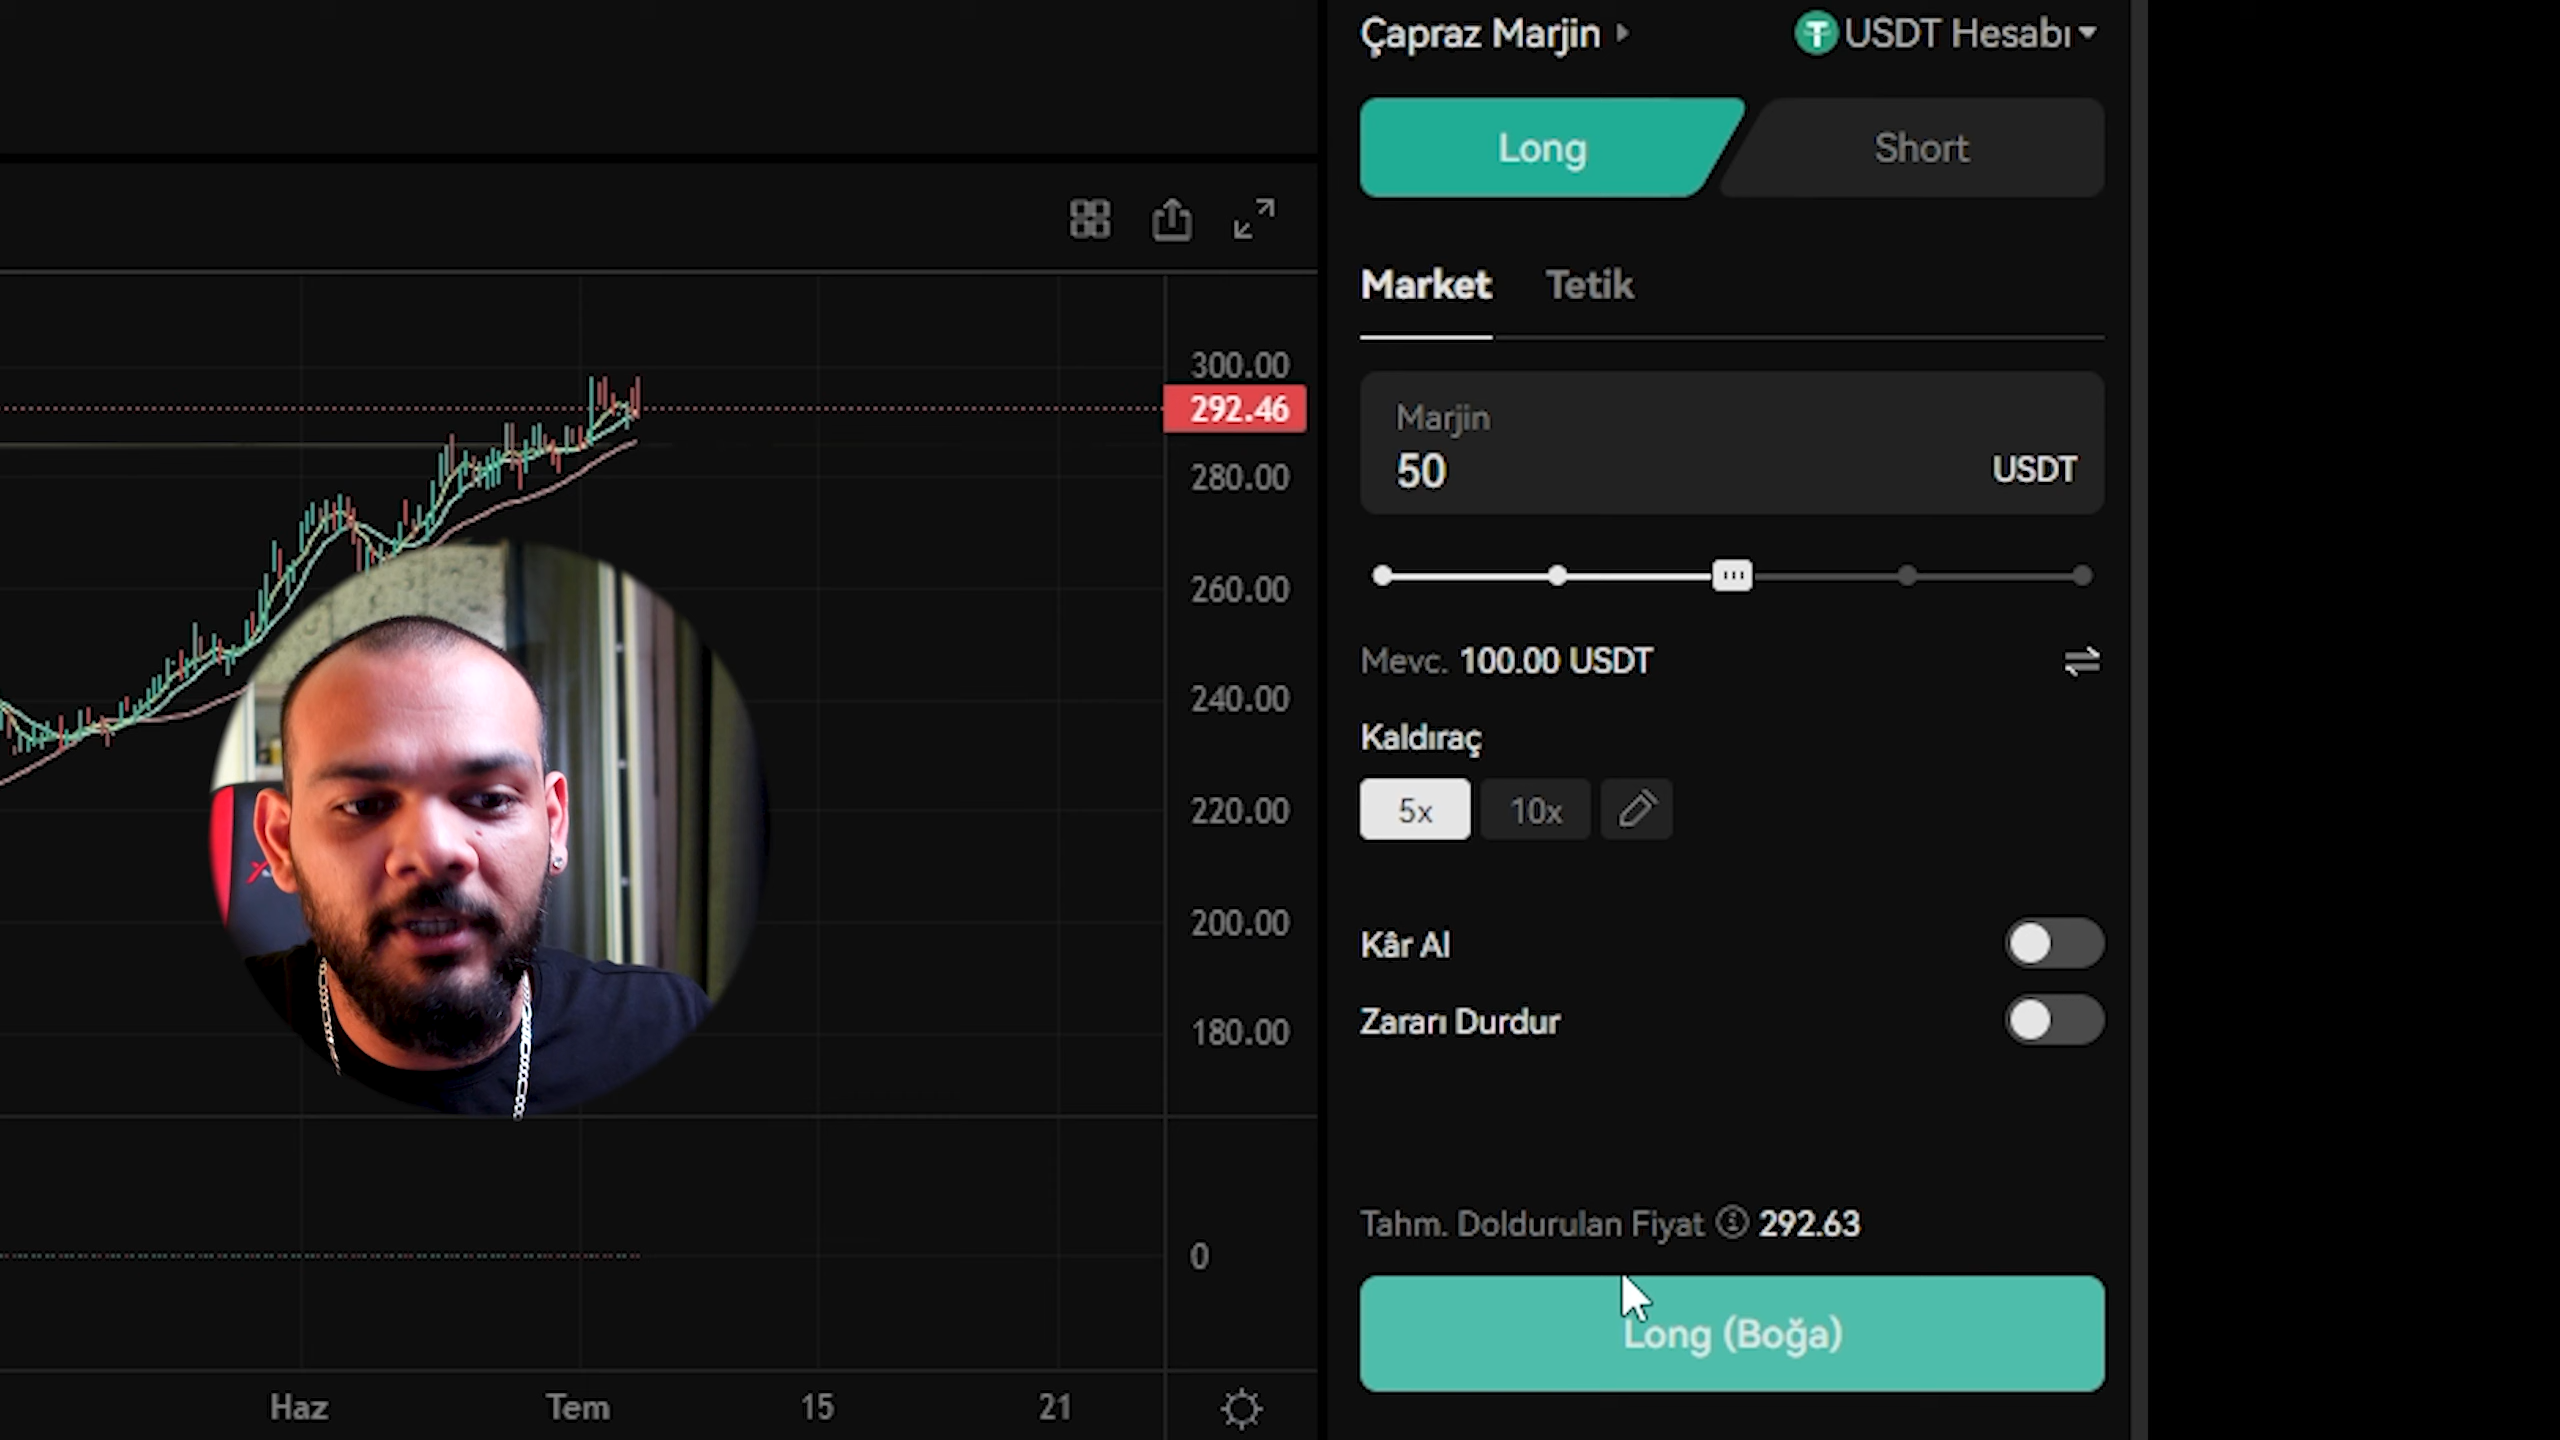 Çapraz Marjin
USDT Hesabı
Long
Short
Market
Tetik
Marjin
50
USDT
Mevc. 100.00 USDT
Kaldıraç
5x
10x
Kâr Al
Zararı Durdur
Tahm. Doldurulan Fiyat 292.63
Long (Boğa)
300.00
292.46
280.00
260.00
240.00
220.00
200.00
180.00
0
Haz
Tem
15
21